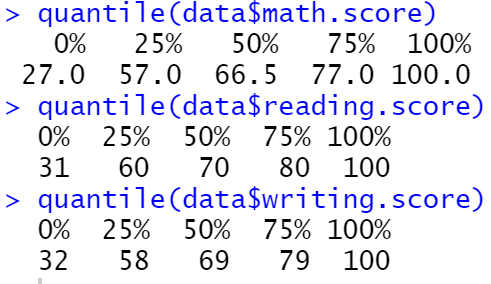 > quantile(data$math.score)
0% 25% 50% 75% 100%
27.0 57.0 66.5 77.0 100.0
> quantile(data$reading.score)
0% 25% 50% 75% 100%
31 60 70 80 100
> quantile(data$writing.score)
0% 25% 50% 75% 100%
32 58 69 79 100